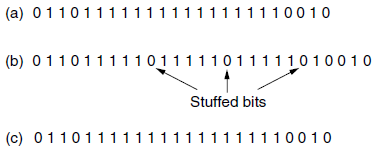 (a) 0 1 1 0 1 1 1 1 1 1 1 1 1 1 1 1 1 1 1 1 0 0 1 0
(b) 0 1 1 0 1 1 1 1 1 0 1 1 1 1 1 0 1 1 1 1 1 0 1 0 0 1 0
Stuffed bits
(c) 0 1 1 0 1 1 1 1 1 1 1 1 1 1 1 1 1 1 1 1 0 0 1 0